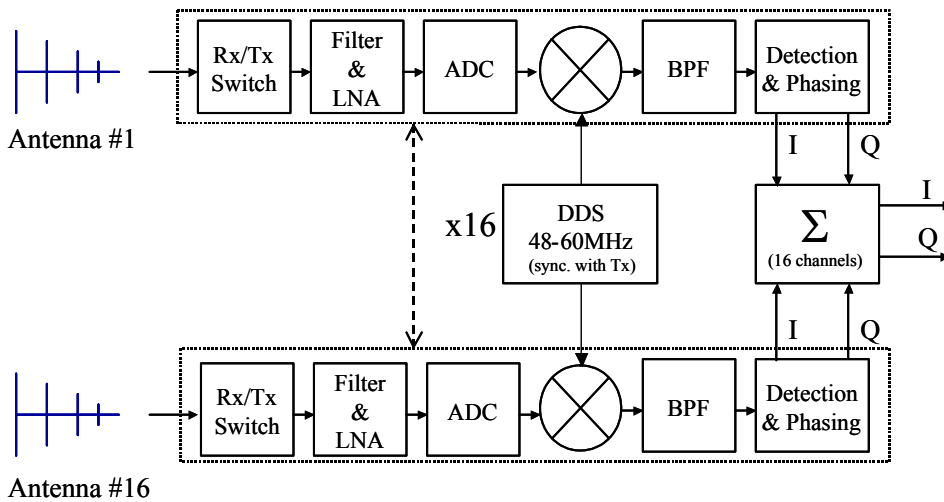 Rx/Tx
Switch
Filter
&
LNA
ADC
BPF
Detection
& Phasing
Antenna #1
I
Q
x16
DDS
48-60MHz
(sync. with Tx)
Σ
(16 channels)
I
Q
I
Q
Rx/Tx
Switch
Filter
&
LNA
ADC
BPF
Detection
& Phasing
Antenna #16